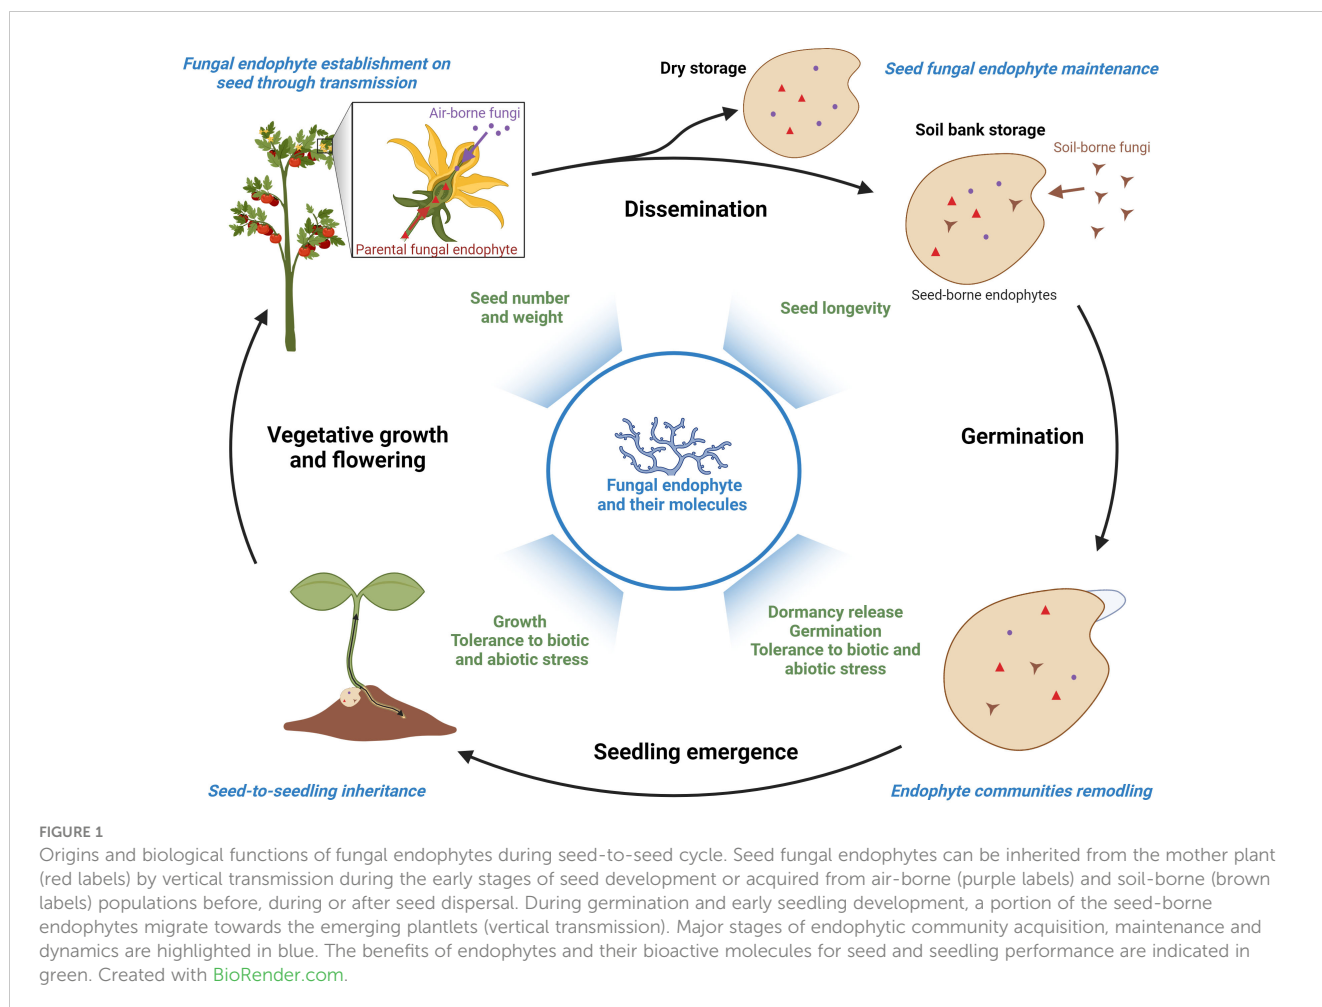 Fungal endophyte establishment on
seed through transmission
Air-borne fungi
Parental fungal endophyte
Dry storage
Seed fungal endophyte maintenance
Soil bank storage
Soil-borne fungi
Seed-borne endophytes
Dissemination
Seed number
and weight
Seed longevity
Vegetative growth
and flowering
Fungal endophyte
and their molecules
Germination
Growth
Tolerance to biotic
and abiotic stress
Dormancy release
Germination
Tolerance to biotic and
abiotic stress
Seedling emergence
Seed-to-seedling inheritance
Endophyte communities remodling
FIGURE 1
Origins and biological functions of fungal endophytes during seed-to-seed cycle. Seed fungal endophytes can be inherited from the mother plant
(red labels) by vertical transmission during the early stages of seed development or acquired from air-borne (purple labels) and soil-borne (brown
labels) populations before, during or after seed dispersal. During germination and early seedling development, a portion of the seed-borne
endophytes migrate towards the emerging plantlets (vertical transmission). Major stages of endophytic community acquisition, maintenance and
dynamics are highlighted in blue. The benefits of endophytes and their bioactive molecules for seed and seedling performance are indicated in
green. Created with BioRender.com.